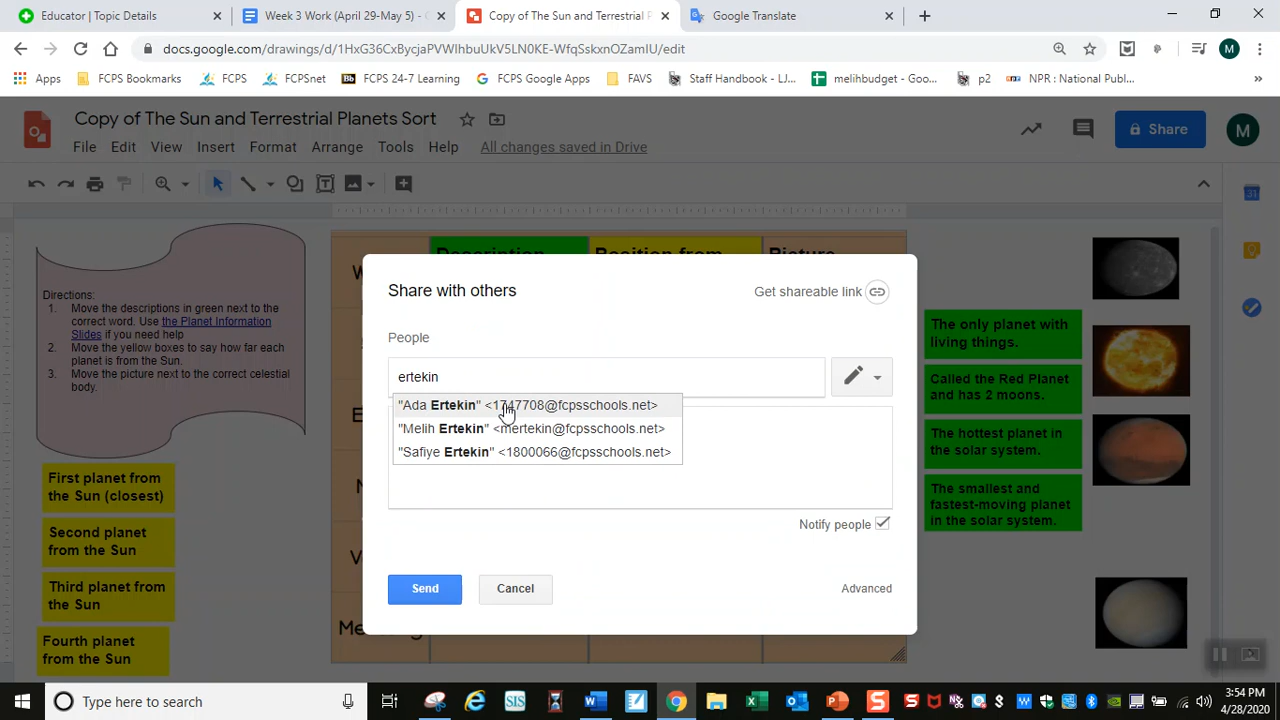 Educator | Topic Details
Week 3 Work (April 29-May 5) -
Copy of The Sun and Terrestrial P
Google Translate
docs.google.com/drawings/d/1HxG36CxBycjaPVWIhbuUkV5LN0KE-WfqSskxnOZamIU/edit
M
Apps
FCPS Bookmarks
FCPS
FCPSnet
Bb
FCPS 24-7 Learning
FCPS Google Apps
FAVS
Staff Handbook - LJ...
melihbudget - Goo...
p2
npr
NPR : National Publ...
»
Copy of The Sun and Terrestrial Planets Sort
Share
M
File Edit View Insert Format Arrange Tools Help All changes saved in Drive
31
Description
Position from
Picture
Directions:
1. Move the descriptions in green next to the
correct word. Use the Planet Information
Slides if you need help
2. Move the yellow boxes to say how far each
planet is from the Sun.
3. Move the picture next to the correct celestial
body.
First planet from
the Sun (closest)
Second planet
from the Sun
Third planet from
the Sun
Fourth planet
from the Sun
Share with others
Get shareable link
People
ertekin
"Ada Ertekin" <1747708@fcpsschools.net>
"Melih Ertekin" <mertekin@fcpsschools.net>
"Safiye Ertekin" <1800066@fcpsschools.net>
Notify people
Send
Cancel
Advanced
The only planet with
living things.
Called the Red Planet
and has 2 moons.
The hottest planet
in the solar system.
The smallest and
fastest-moving planet
in the solar system.
Type here to search
SIS
3:54 PM
4/28/2020